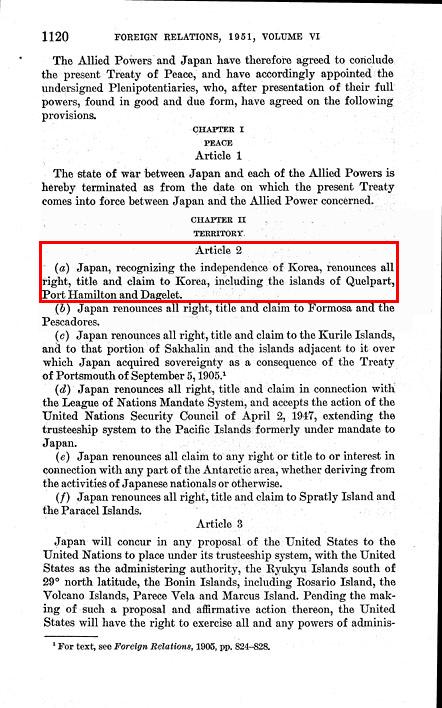 1120 FOREIGN RELATIONS, 1951, VOLUME VI
The Allied Powers and Japan have therefore agreed to conclude
the present Treaty of Peace, and have accordingly appointed the
undersigned Plenipotentiaries, who, after presentation of their full
powers, found in good and due form, have agreed on the following
provisions.
CHAPTER I
PEACE
Article 1
The state of war between Japan and each of the Allied Powers is
hereby terminated as from the date on which the present Treaty
comes into force between Japan and the Allied Power concerned.
CHAPTER II
TERRITORY
Article 2
(a) Japan, recognizing the independence of Korea, renounces all
right, title and claim to Korea, including the islands of Quelpart,
Port Hamilton and Dagelet.
(b) Japan renounces all right, title and claim to Formosa and the
Pescadores.
(c) Japan renounces all right, title and claim to the Kurile Islands,
and to that portion of Sakhalin and the islands adjacent to it over
which Japan acquired sovereignty as a consequence of the Treaty
of Portsmouth of September 5, 1905.¹
(d) Japan renounces all right, title and claim in connection with
the League of Nations Mandate System, and accepts the action of the
United Nations Security Council of April 2, 1947, extending the
trusteeship system to the Pacific Islands formerly under mandate to
Japan.
(e) Japan renounces all claim to any right or title to or interest in
connection with any part of the Antarctic area, whether deriving from
the activities of Japanese nationals or otherwise.
(f) Japan renounces all right, title and claim to Spratly Island and
the Paracel Islands.
Article 3
Japan will concur in any proposal of the United States to the
United Nations to place under its trusteeship system, with the United
States as the administering authority, the Ryukyu Islands south of
29° north latitude, the Bonin Islands, including Rosario Island, the
Volcano Islands, Parece Vela and Marcus Island. Pending the mak-
ing of such a proposal and affirmative action thereon, the United
States will have the right to exercise all and any powers of adminis-
¹ For text, see Foreign Relations, 1905, pp. 824–828.